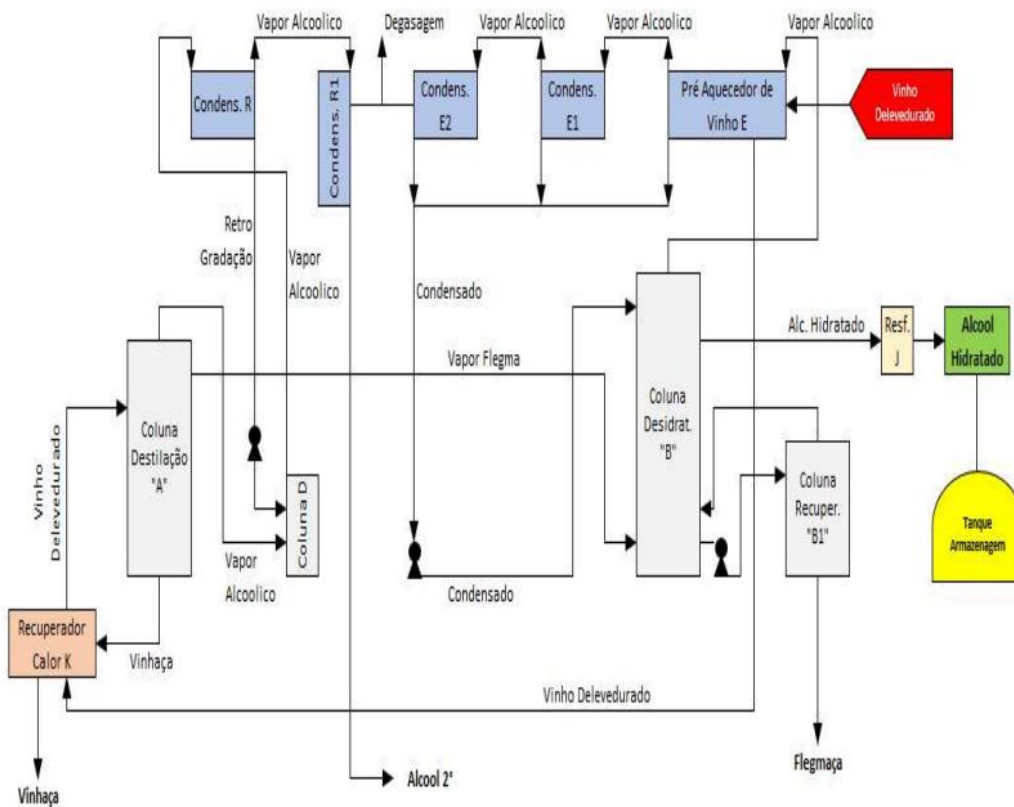 Vapor Alcoolico
Degasagem
Vapor Alcoolico
Vapor Alcoolico
Vapor Alcoolico
Condens. R
Condens. R1
Condens.
E2
Condens.
E1
Pré Aquecedor de
Vinho E
Vinho
Delevedurado
Retro
Gradação
Vapor
Alcoolico
Condensado
Alc. Hidratado
Resf.
J
Alcool
Hidratado
Vapor Flegma
Coluna
Destilação
"A"
Coluna
Desidrat.
"B"
Vinho
Delevedurado
Coluna D
Coluna
Recuper.
"B1"
Tanque
Armazenagem
Vapor
Alcoolico
Condensado
Recuperador
Calor K
Vinhaça
Vinho Delevedurado
Flegmaça
Alcool 2ª
Vinhaça